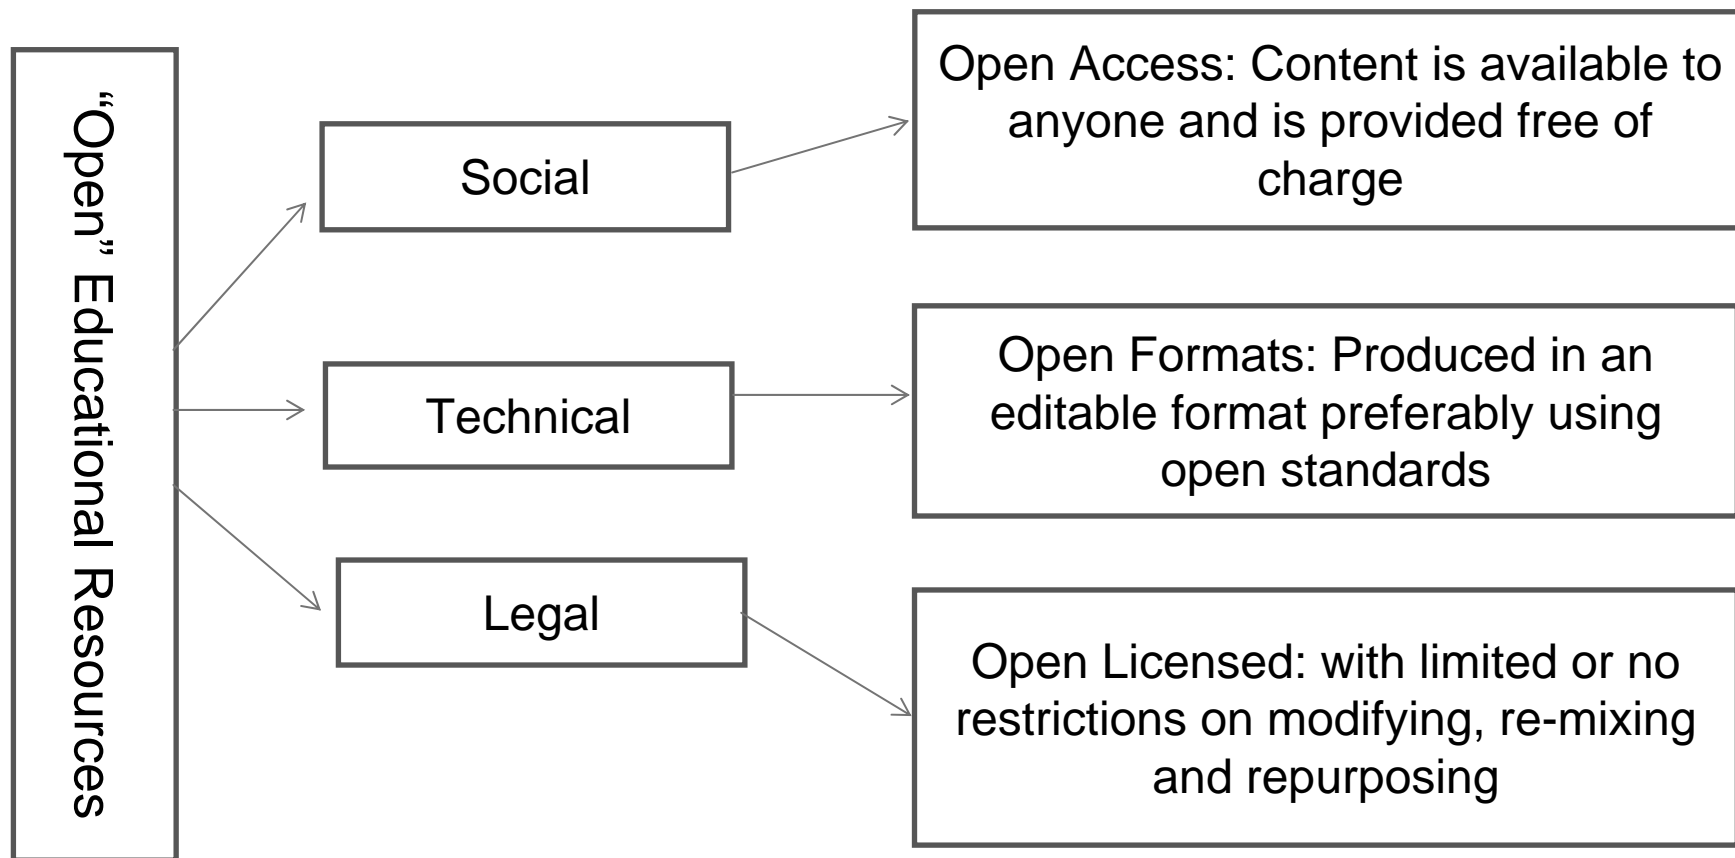 “Open” Educational Resources
Social
Open Access: Content is available to
anyone and is provided free of
charge
Technical
Open Formats: Produced in an
editable format preferably using
open standards
Legal
Open Licensed: with limited or no
restrictions on modifying, re-mixing
and repurposing